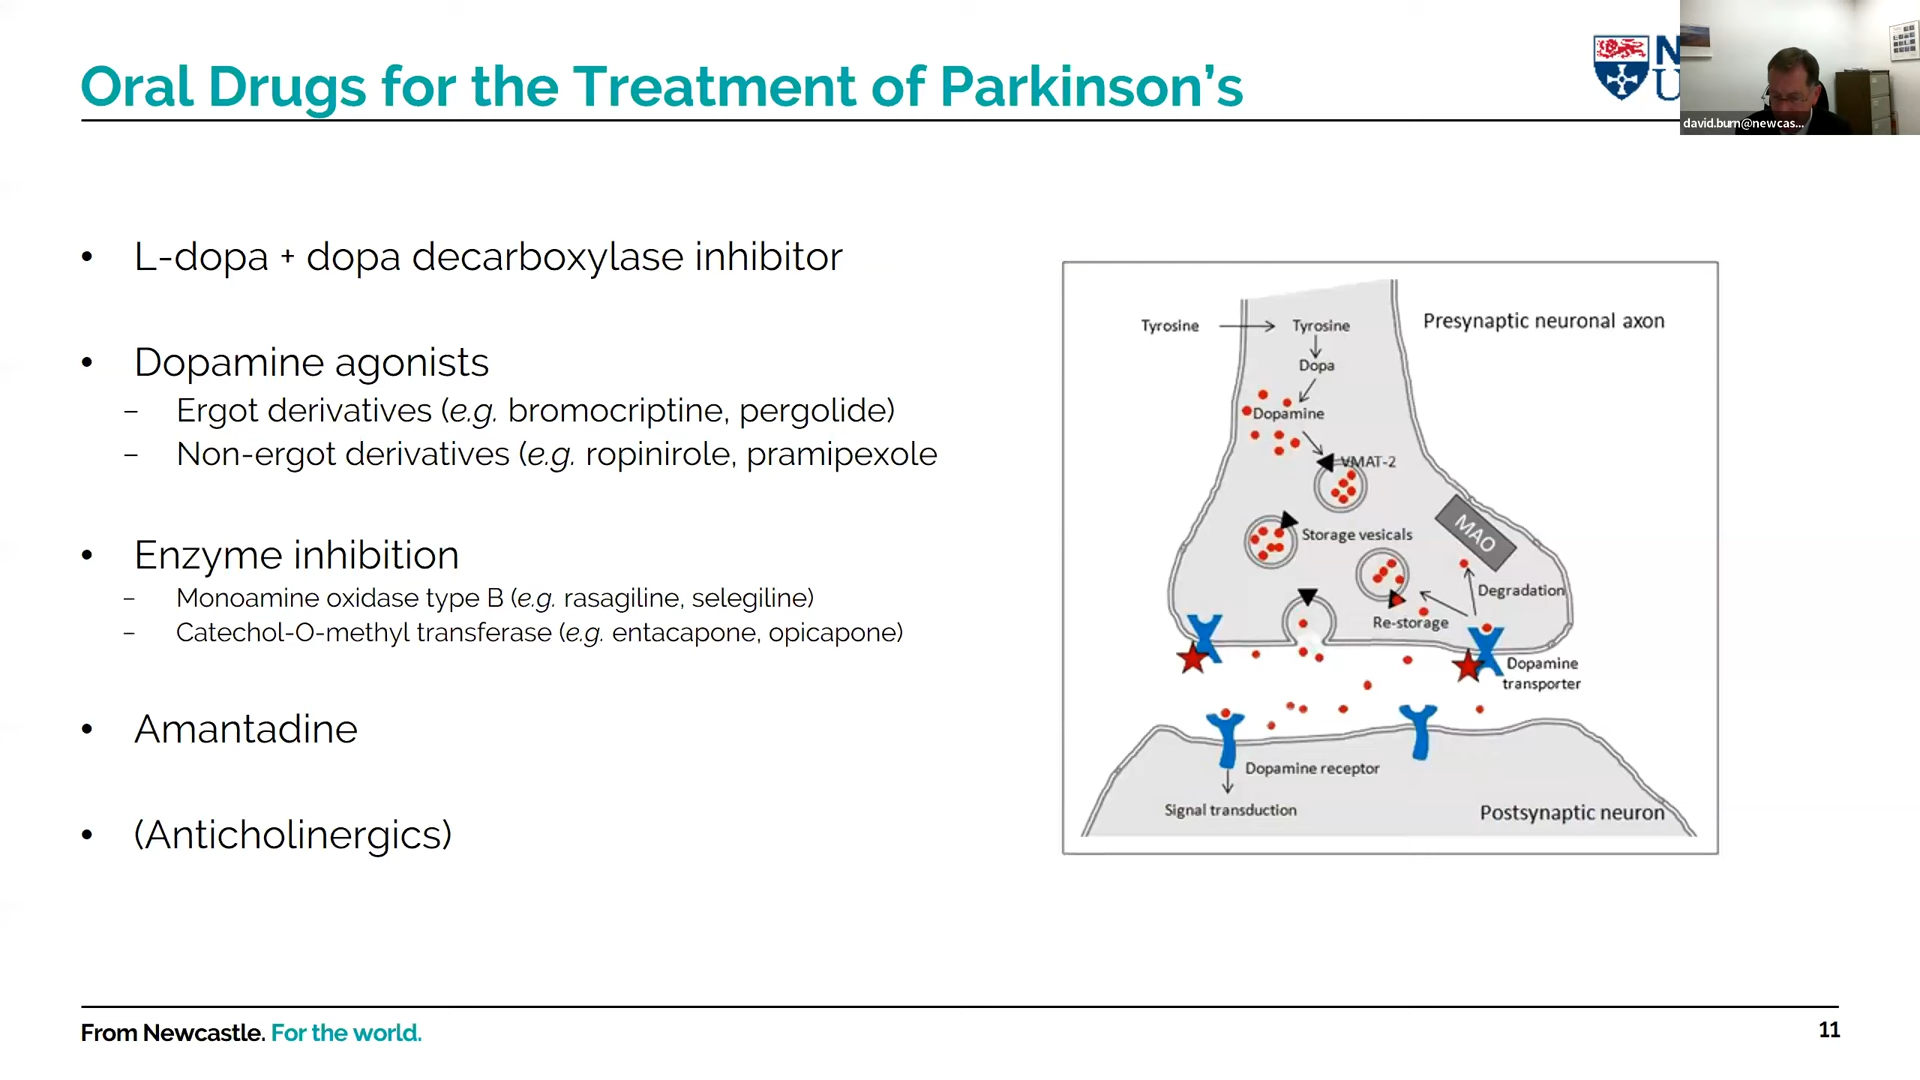 Oral Drugs for the Treatment of Parkinson's
N
U
david.burn@newcas...
• L-dopa + dopa decarboxylase inhibitor
• Dopamine agonists
– Ergot derivatives (e.g. bromocriptine, pergolide)
– Non-ergot derivatives (e.g. ropinirole, pramipexole
• Enzyme inhibition
– Monoamine oxidase type B (e.g. rasagiline, selegiline)
– Catechol-O-methyl transferase (e.g. entacapone, opicapone)
• Amantadine
• (Anticholinergics)
Presynaptic neuronal axon
Tyrosine
Tyrosine
Dopa
Dopamine
VMAT-2
MAO
Storage vesicals
Degradation
Re-storage
Dopamine
transporter
Dopamine receptor
Signal transduction
Postsynaptic neuron
From Newcastle. For the world.
11